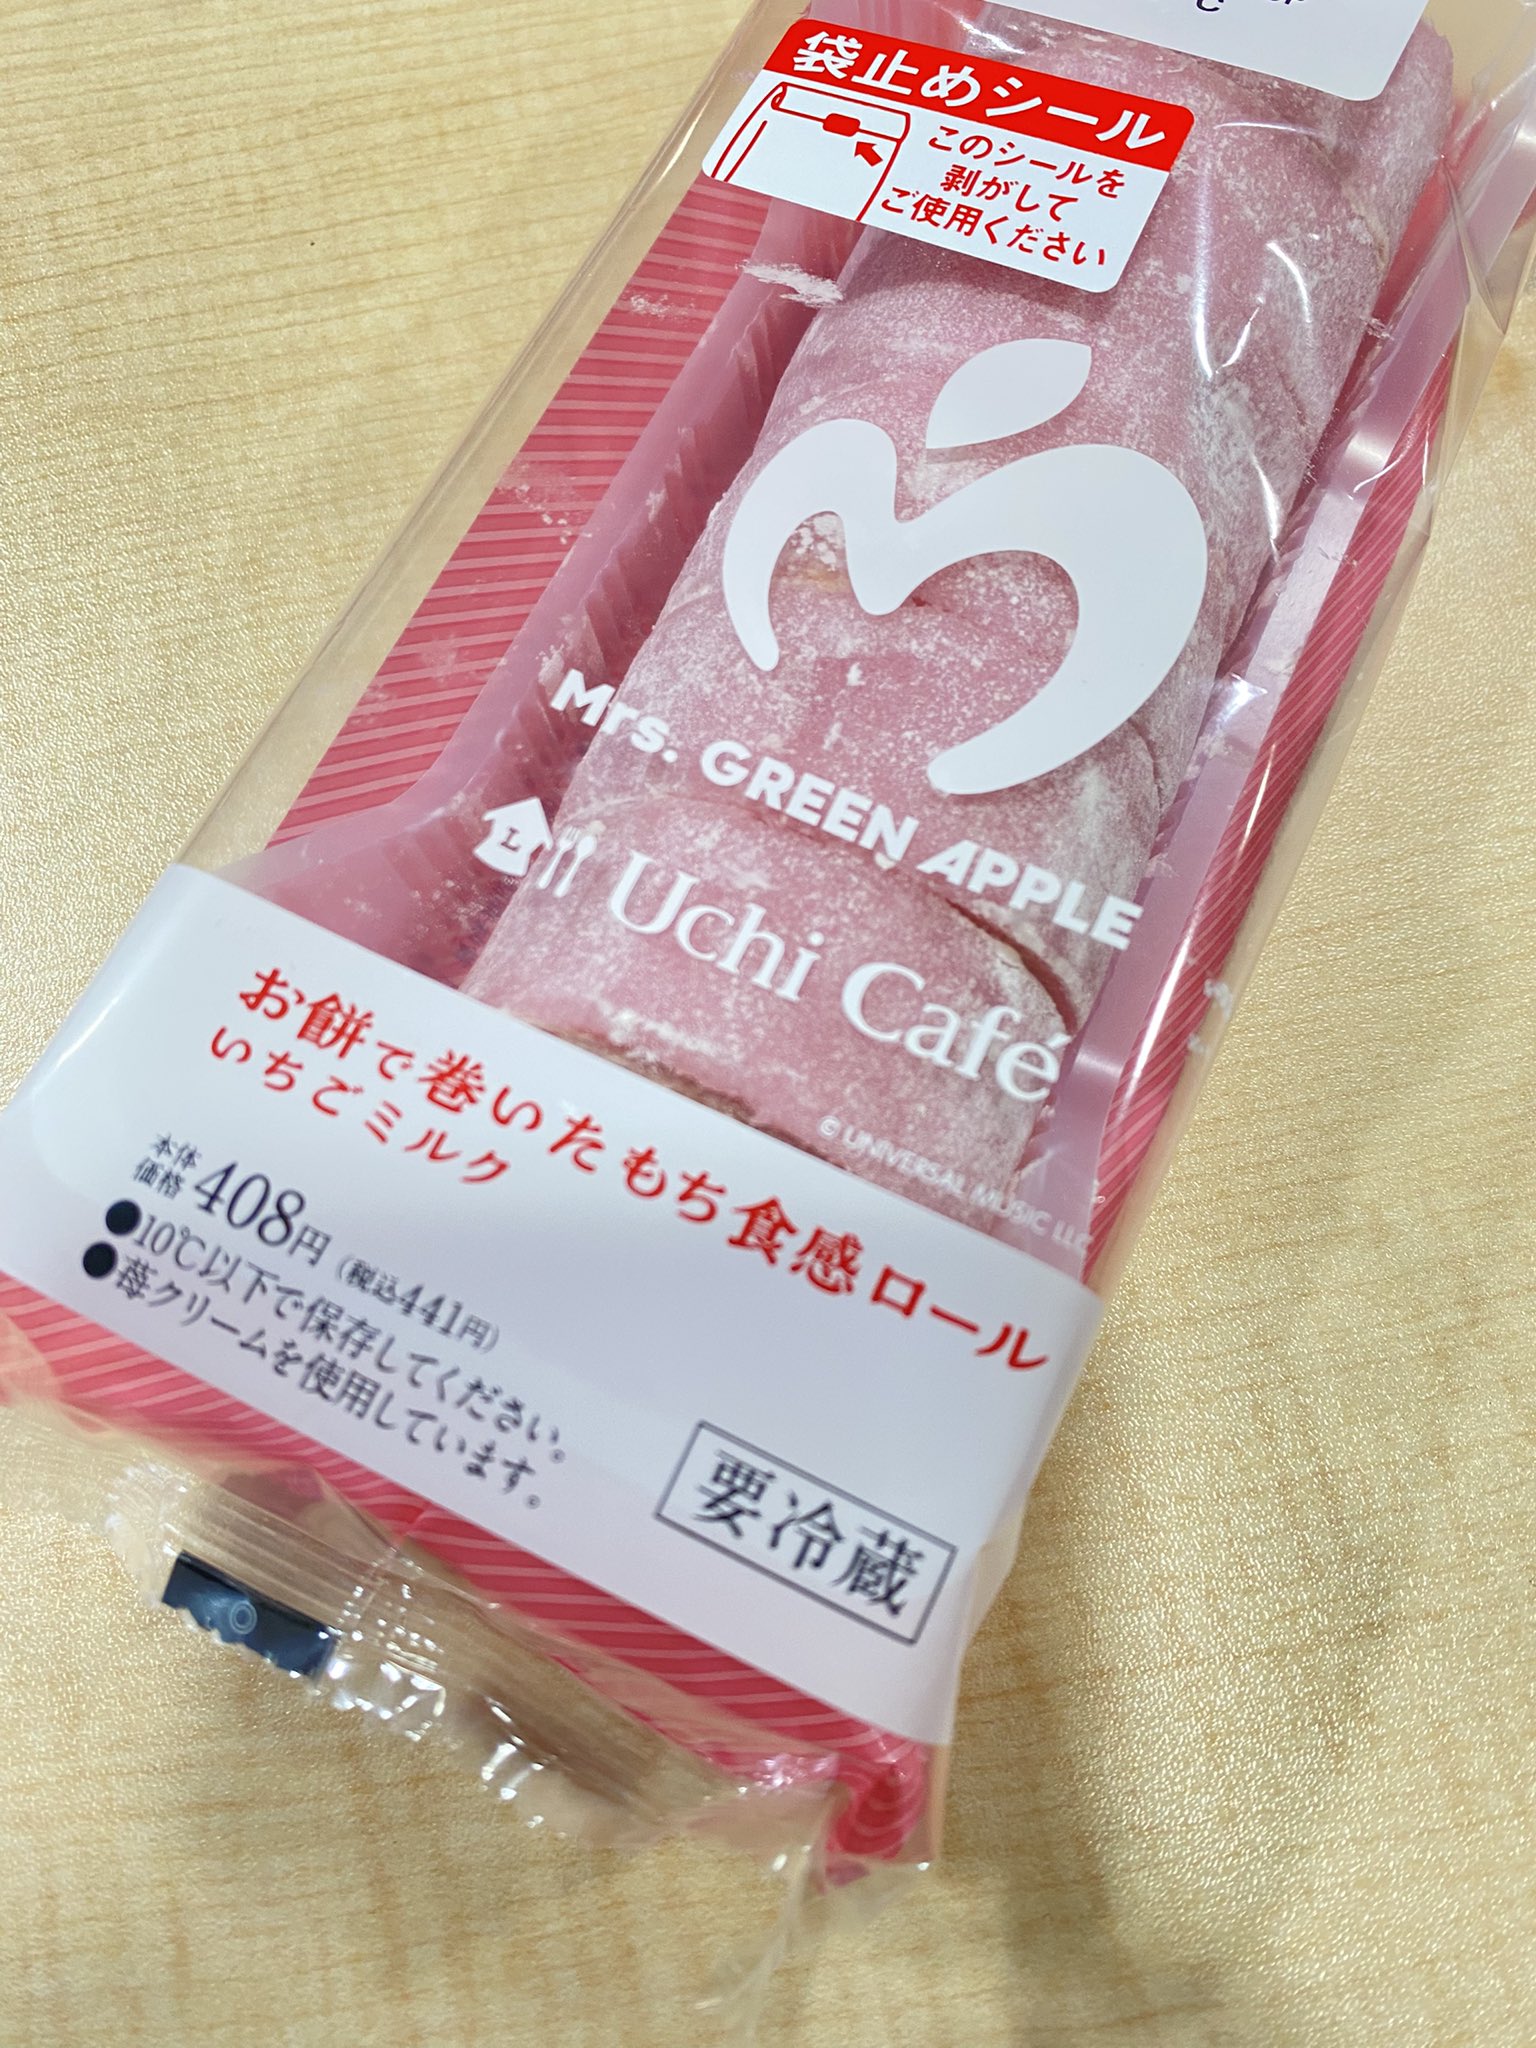 袋止めシール
このシールを
剥がして
ご使用ください
Mrs. GREEN APPLE
L Uchi Café
© UNIVERSAL MUSIC LLC
お餅で巻いたもち食感ロール
いちごミルク
本体価格 408円 (税込441円)
●10℃以下で保存してください。
●苺クリームを使用しています。
要冷蔵